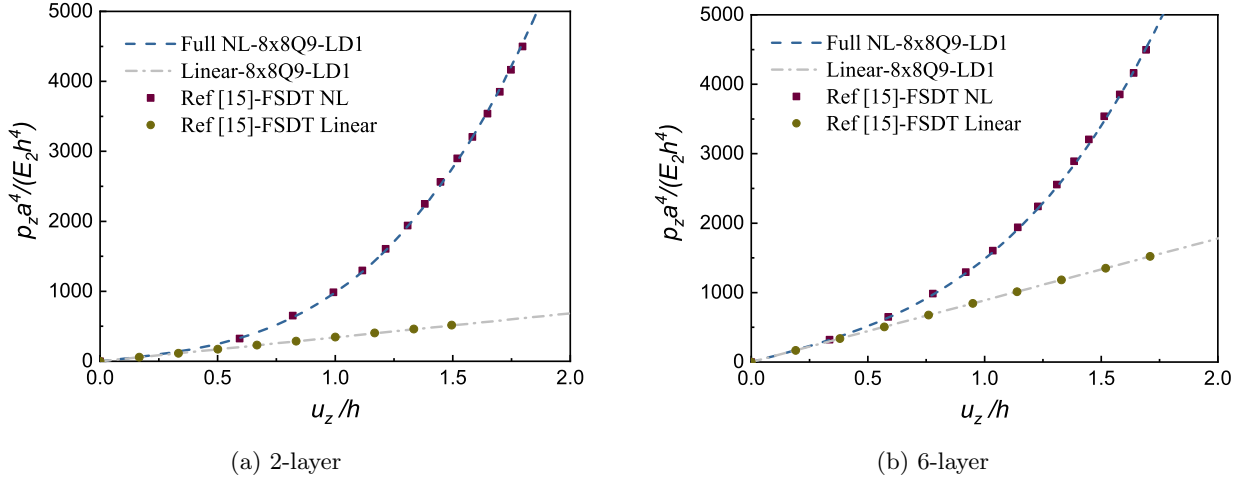 5000
4000
3000
2000
1000
0
0.0
0.5
1.0
1.5
2.0
p_z a^4/(E_2h^4)
u_z /h
Full NL-8x8Q9-LD1
Linear-8x8Q9-LD1
Ref [15]-FSDT NL
Ref [15]-FSDT Linear
(a) 2-layer
5000
4000
3000
2000
1000
0
0.0
0.5
1.0
1.5
2.0
p_z a^4/(E_2h^4)
u_z /h
Full NL-8x8Q9-LD1
Linear-8x8Q9-LD1
Ref [15]-FSDT NL
Ref [15]-FSDT Linear
(b) 6-layer